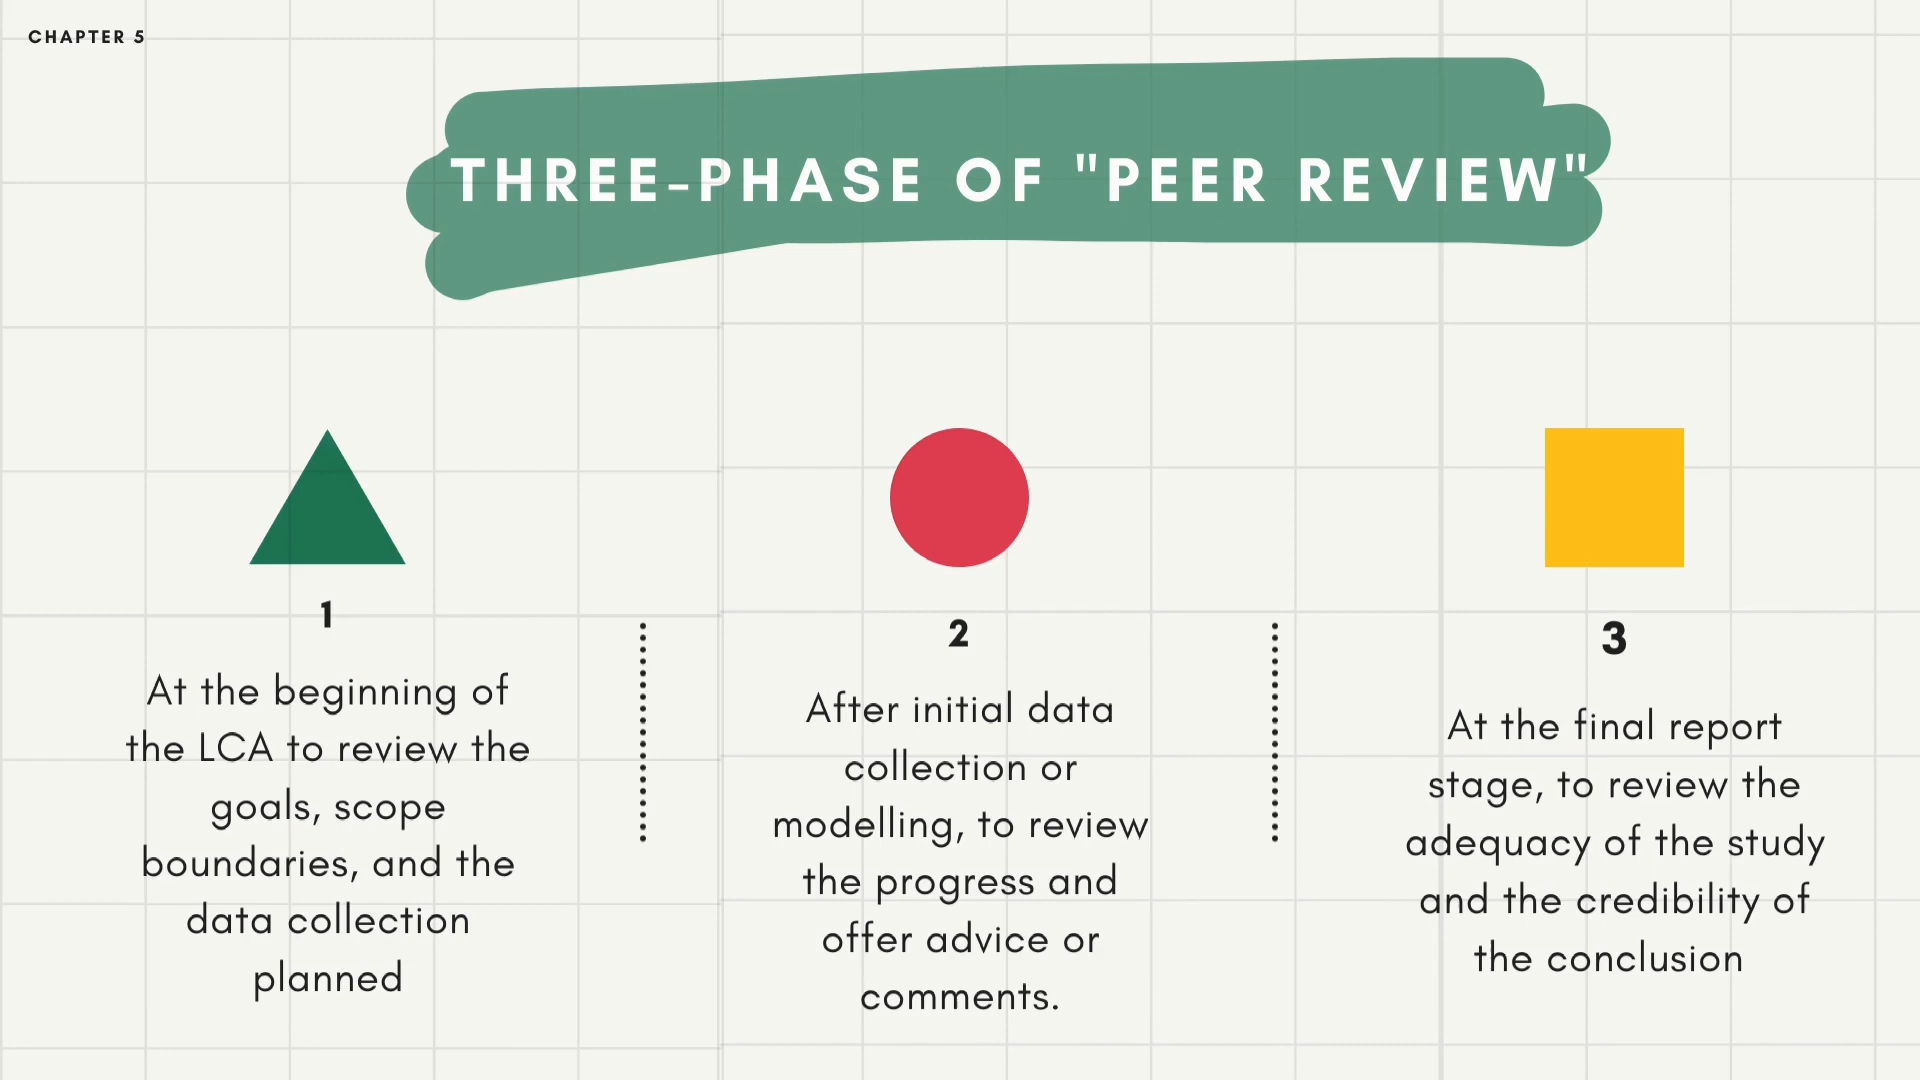 CHAPTER 5
THREE-PHASE OF "PEER REVIEW"
1
At the beginning of
the LCA to review the
goals, scope
boundaries, and the
data collection
planned
2
After initial data
collection or
modelling, to review
the progress and
offer advice or
comments.
3
At the final report
stage, to review the
adequacy of the study
and the credibility of
the conclusion